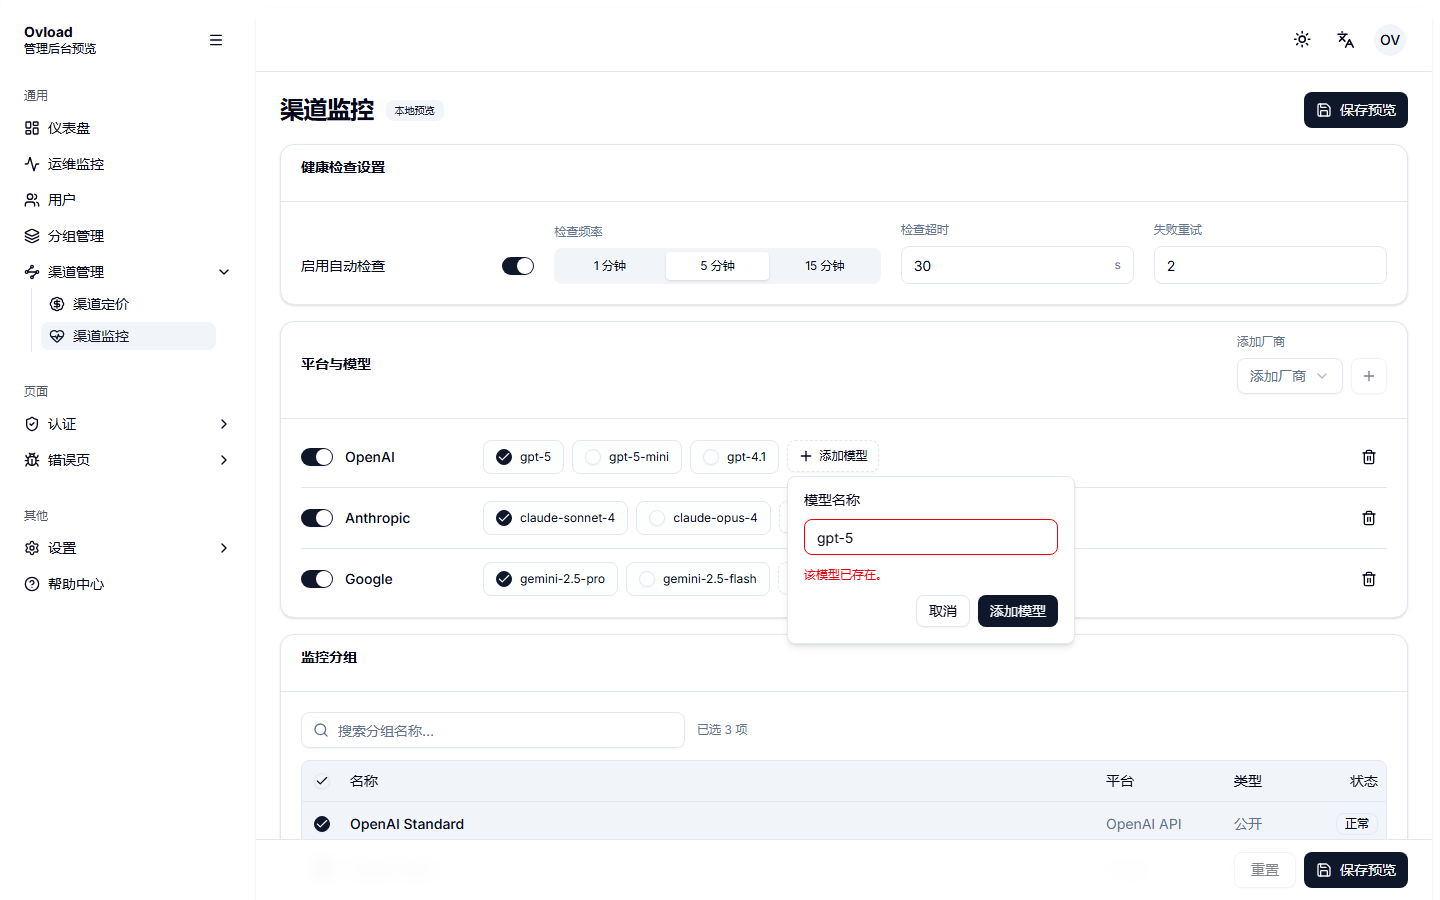 Ovload
管理后台预览
OV
通用
仪表盘
运维监控
用户
分组管理
渠道管理
渠道定价
渠道监控
页面
认证
错误页
其他
设置
帮助中心
渠道监控
本地预览
保存预览
健康检查设置
启用自动检查
检查频率
1 分钟
5 分钟
15 分钟
检查超时
30
s
失败重试
2
平台与模型
添加厂商
添加厂商
OpenAI
gpt-5
gpt-5-mini
gpt-4.1
添加模型
Anthropic
claude-sonnet-4
claude-opus-4
Google
gemini-2.5-pro
gemini-2.5-flash
模型名称
gpt-5
该模型已存在。
取消
添加模型
监控分组
搜索分组名称...
已选 3 项
名称
平台
类型
状态
OpenAI Standard
OpenAI API
公开
正常
重置
保存预览